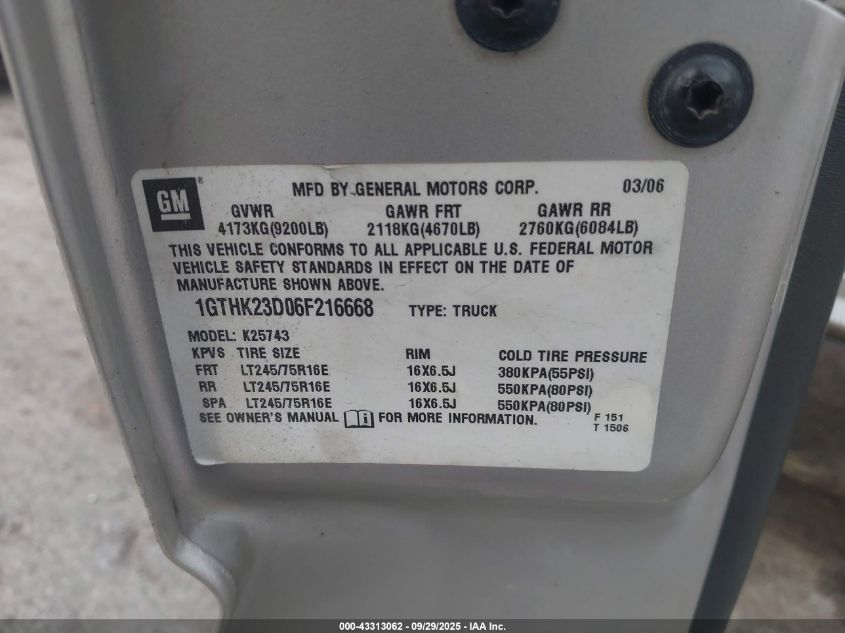 GM ® MFD BY GENERAL MOTORS CORP. 03/06
GVWR GAWR FRT GAWR RR
4173KG(9200LB) 2118KG(4670LB) 2760KG(6084LB)
THIS VEHICLE CONFORMS TO ALL APPLICABLE U.S. FEDERAL MOTOR
VEHICLE SAFETY STANDARDS IN EFFECT ON THE DATE OF
MANUFACTURE SHOWN ABOVE.
1GTHK23D06F216668 TYPE: TRUCK
MODEL: K25743
KPVS TIRE SIZE RIM COLD TIRE PRESSURE
FRT LT245/75R16E 16X6.5J 380KPA(55PSI)
RR LT245/75R16E 16X6.5J 550KPA(80PSI)
SPA LT245/75R16E 16X6.5J 550KPA(80PSI)
SEE OWNER'S MANUAL FOR MORE INFORMATION. F 151
T 1506
000-43313062 - 09/29/2025 - IAA Inc.